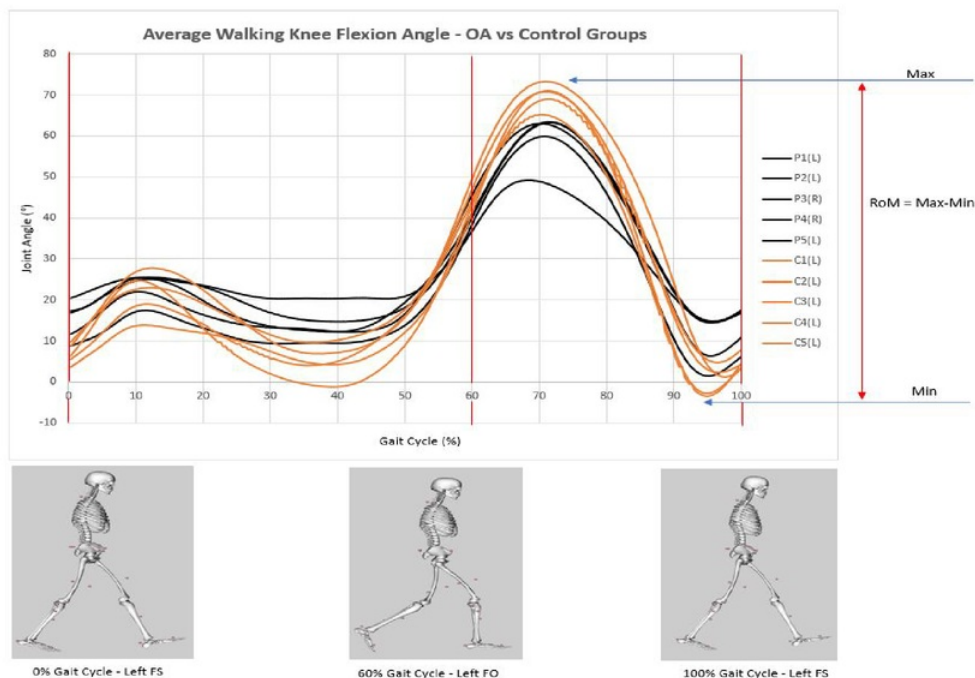 Average Walking Knee Flexion Angle - OA vs Control Groups
80
70
60
50
40
30
20
10
0
-10
Joint Angle (°)
0 10 20 30 40 50 60 70 80 90 100
Gait Cycle (%)
P1(L)
P2(L)
P3(R)
P4(R)
P5(L)
C1(L)
C2(L)
C3(L)
C4(L)
C5(L)
Max
RoM = Max-Min
Min
0% Gait Cycle - Left FS
60% Gait Cycle - Left FO
100% Gait Cycle - Left FS